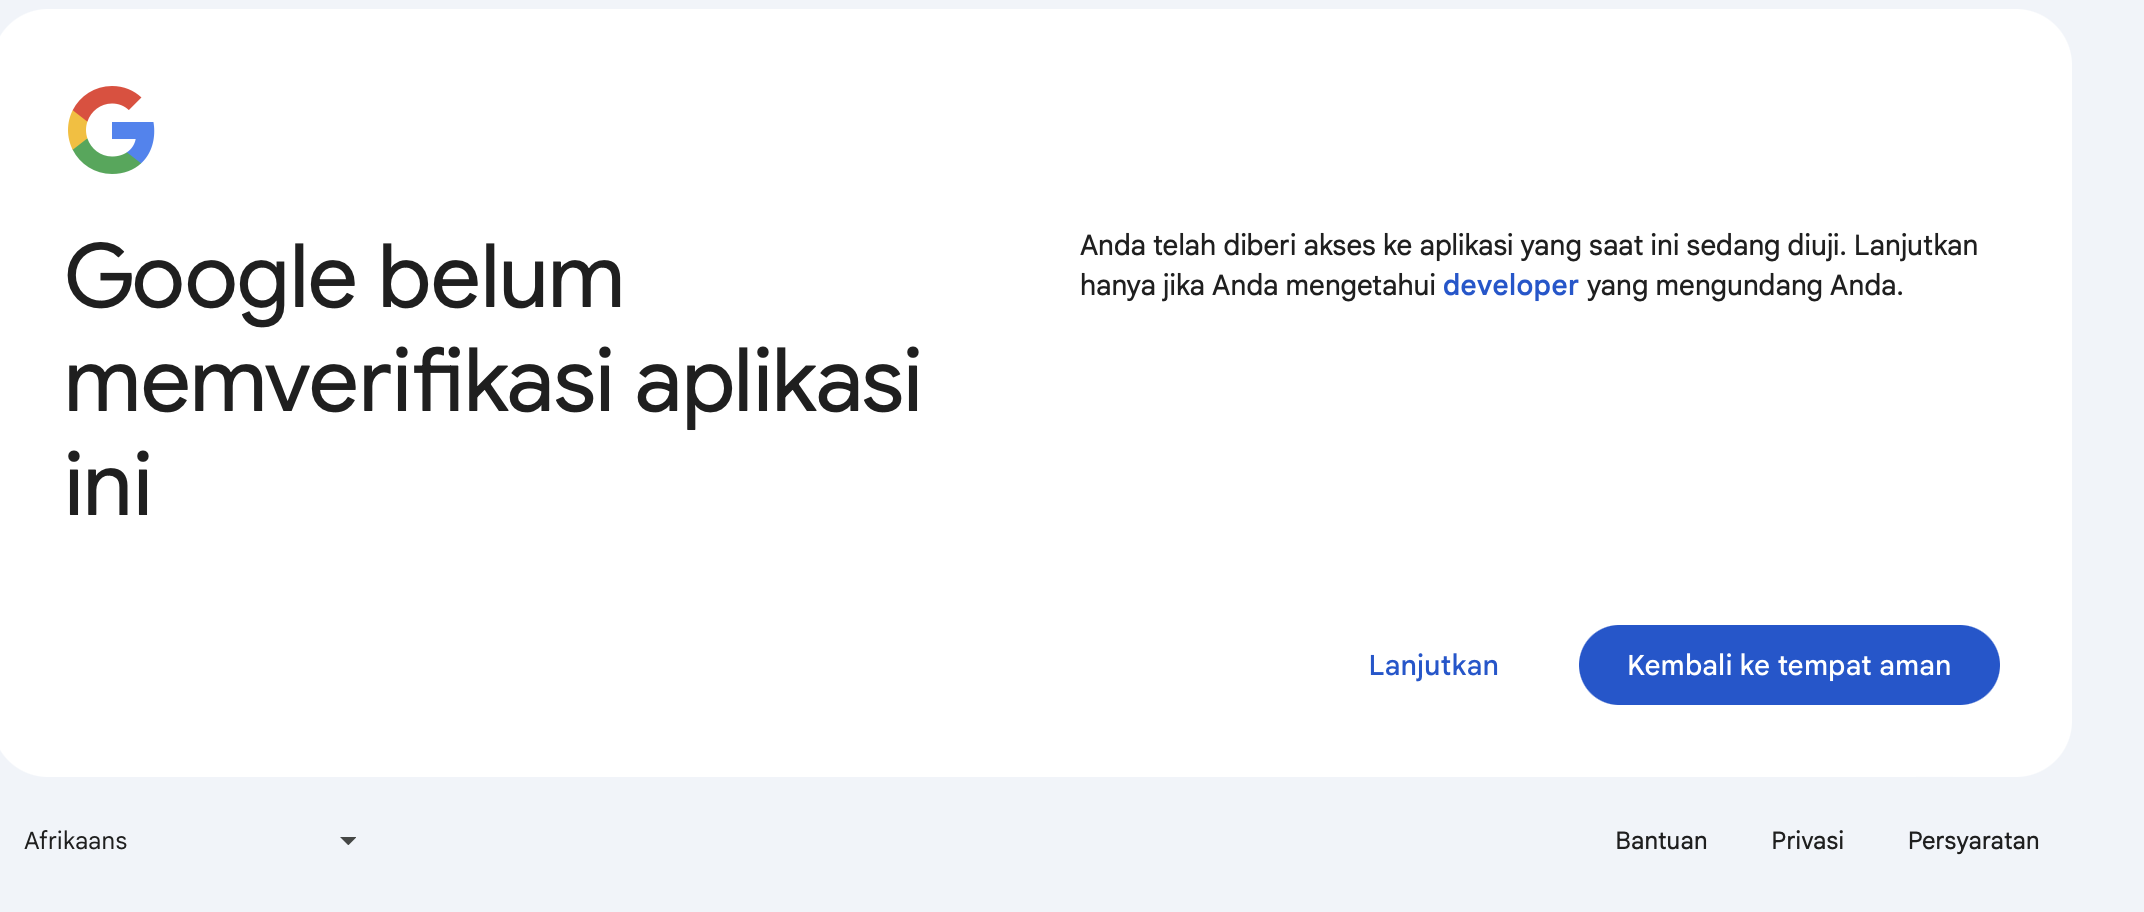 Google belum
memverifikasi aplikasi
ini
Anda telah diberi akses ke aplikasi yang saat ini sedang diuji. Lanjutkan
hanya jika Anda mengetahui developer yang mengundang Anda.
Lanjutkan
Kembali ke tempat aman
Afrikaans
Bantuan
Privasi
Persyaratan